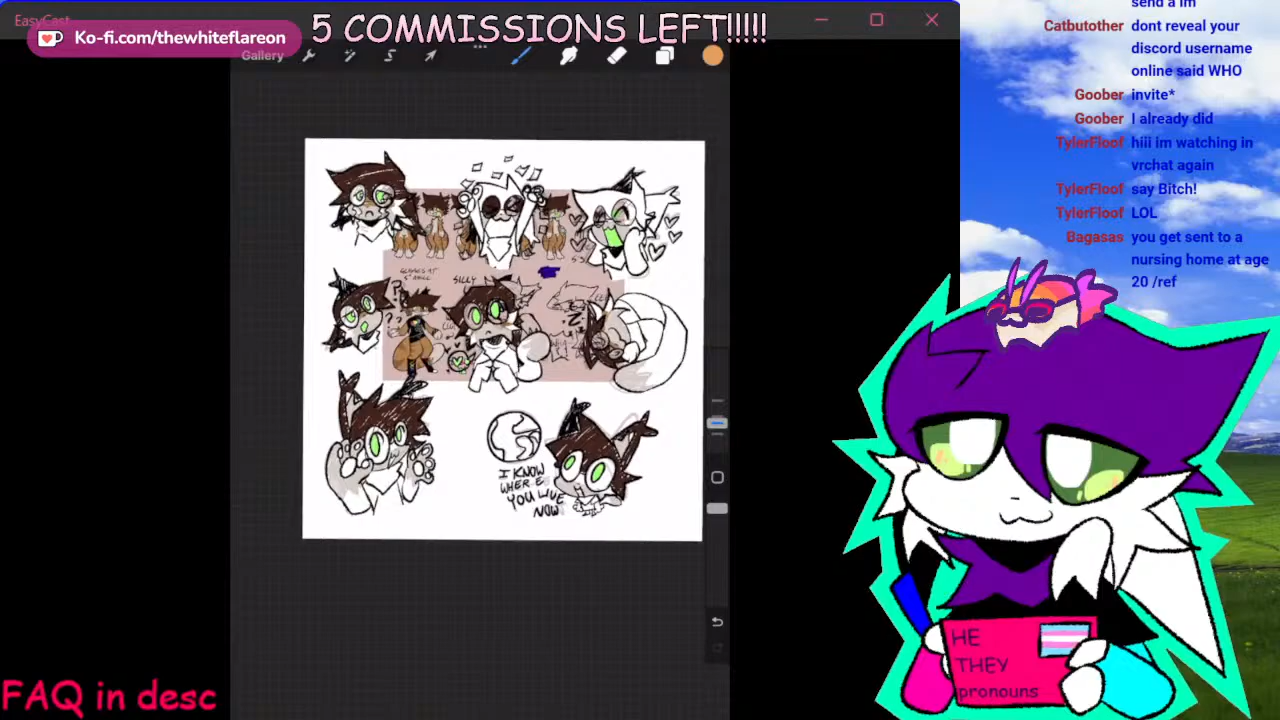 EasyCast
Ko-fi.com/thewhiteflareon
5 COMMISSIONS LEFT!!!!!
Gallery
send a im
Catbutother dont reveal your
discord username
online said WHO
Goober invite*
Goober I already did
TylerFloof hiii im watching in
vrchat again
TylerFloof say Bitch!
TylerFloof LOL
Bagasas you get sent to a
nursing home at age
20 /ref
SILLY
I KNOW
WHERE
YOU LIVE
NOW
HE
THEY
pronouns
FAQ in desc